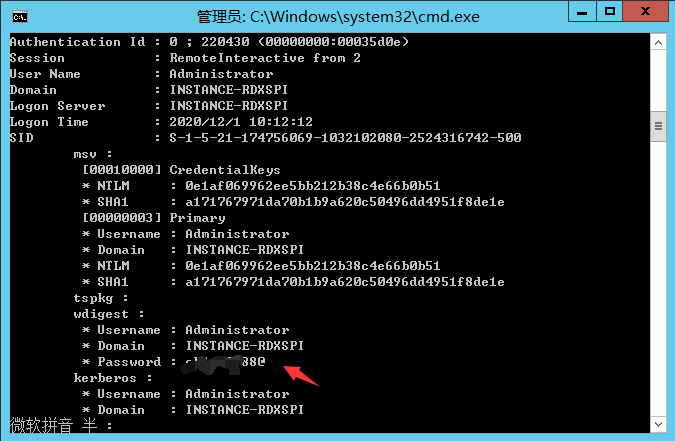 管理员: C:\Windows\system32\cmd.exe
Authentication Id : 0 ; 220430 (00000000:00035d0e)
Session           : RemoteInteractive from 2
User Name         : Administrator
Domain            : INSTANCE-RDXSPI
Logon Server      : INSTANCE-RDXSPI
Logon Time        : 2020/12/1 10:12:12
SID               : S-1-5-21-174756069-1032102080-2524316742-500
        msv :
         [00010000] CredentialKeys
         * NTLM     : 0e1af069962ee5bb212b38c4e66b0b51
         * SHA1     : a171767971da70b1b9a620c50496dd4951f8de1e
         [00000003] Primary
         * Username : Administrator
         * Domain   : INSTANCE-RDXSPI
         * NTLM     : 0e1af069962ee5bb212b38c4e66b0b51
         * SHA1     : a171767971da70b1b9a620c50496dd4951f8de1e
        tspkg :
        wdigest :
         * Username : Administrator
         * Domain   : INSTANCE-RDXSPI
         * Password :
        kerberos :
         * Username : Administrator
         * Domain   : INSTANCE-RDXSPI
微软拼音 半 :